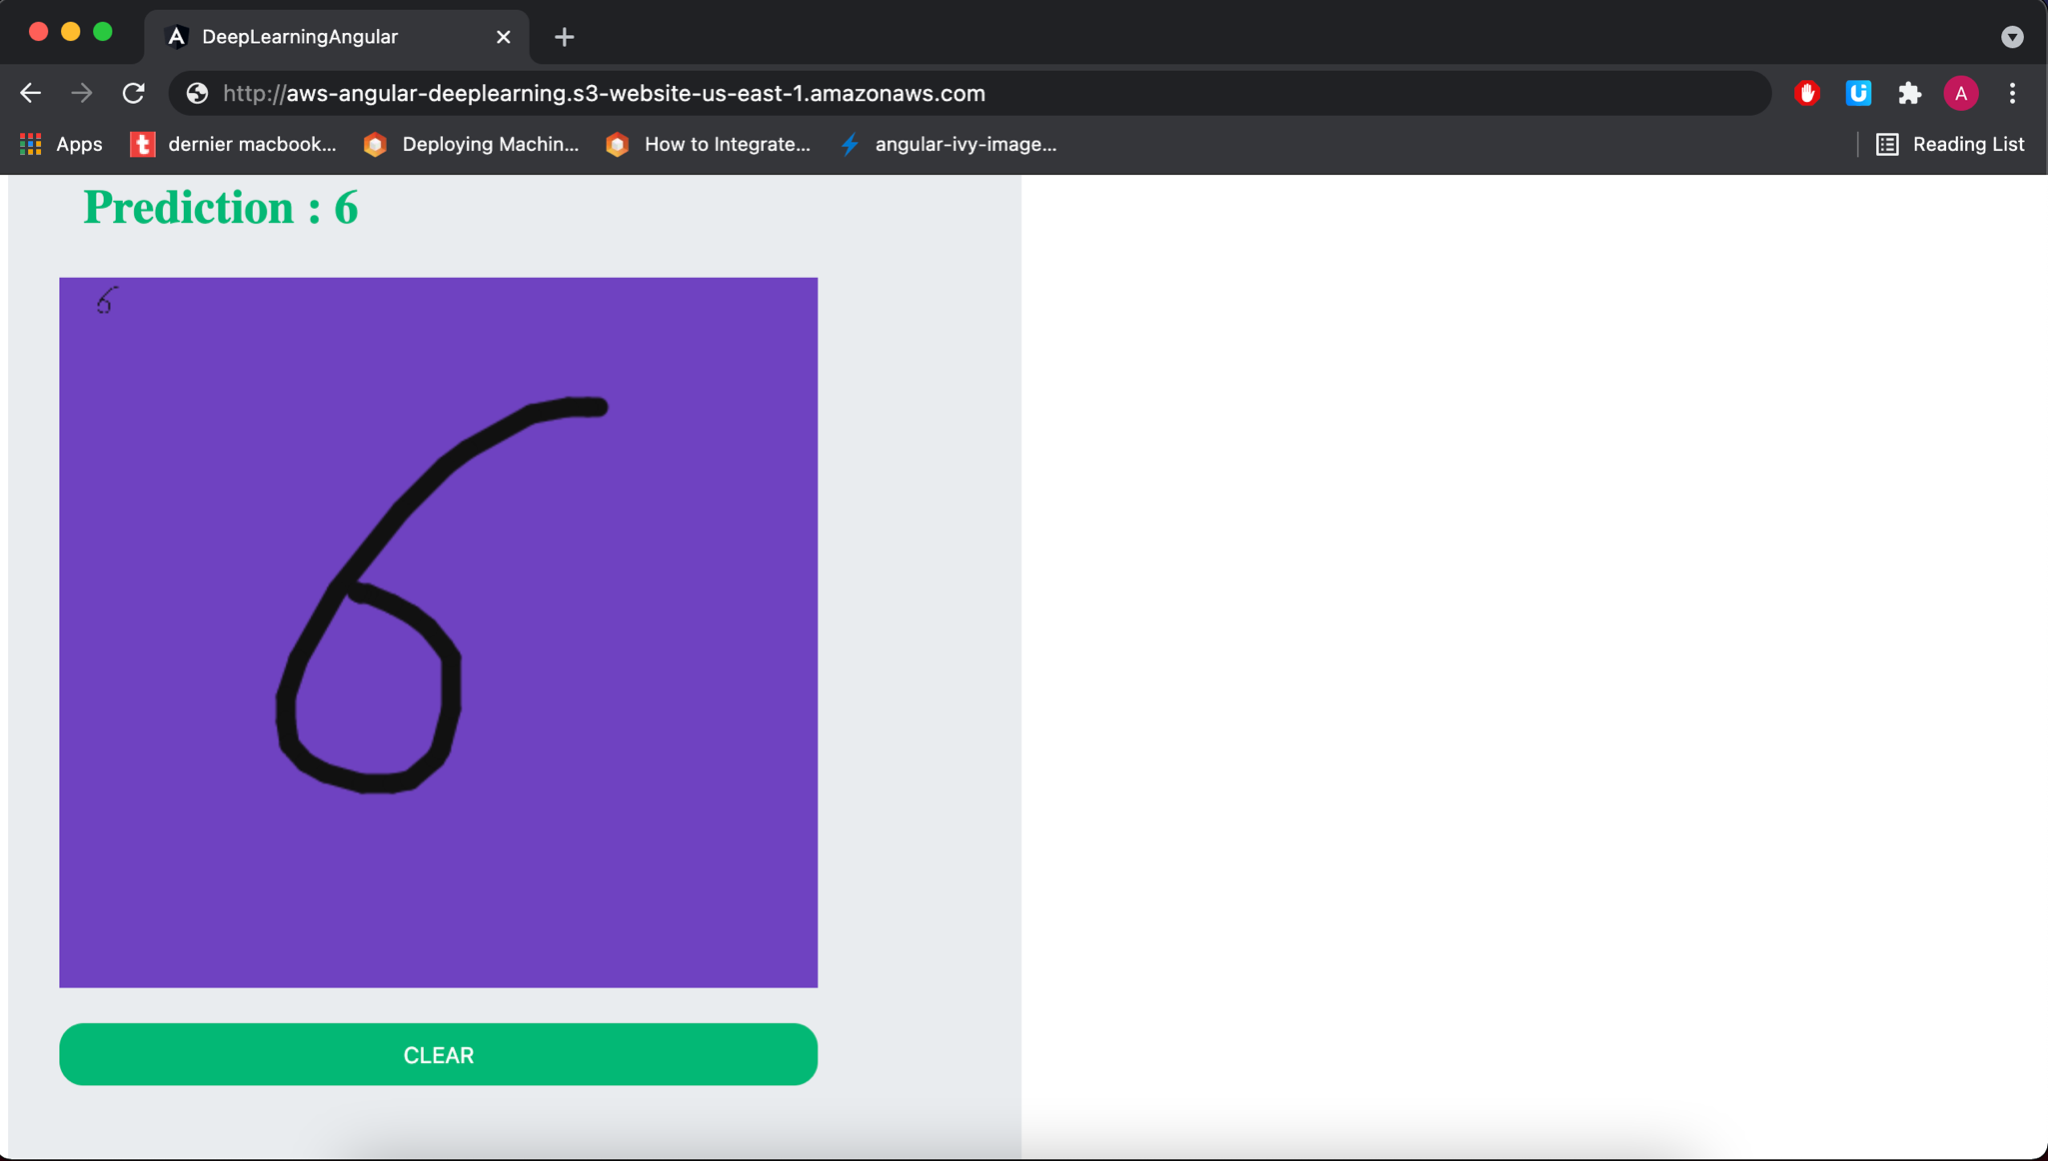 DeepLearningAngular
http://aws-angular-deeplearning.s3-website-us-east-1.amazonaws.com
A
Apps
t
dernier macbook...
Deploying Machin...
How to Integrate...
angular-ivy-image...
Reading List
Prediction : 6
6
6
CLEAR